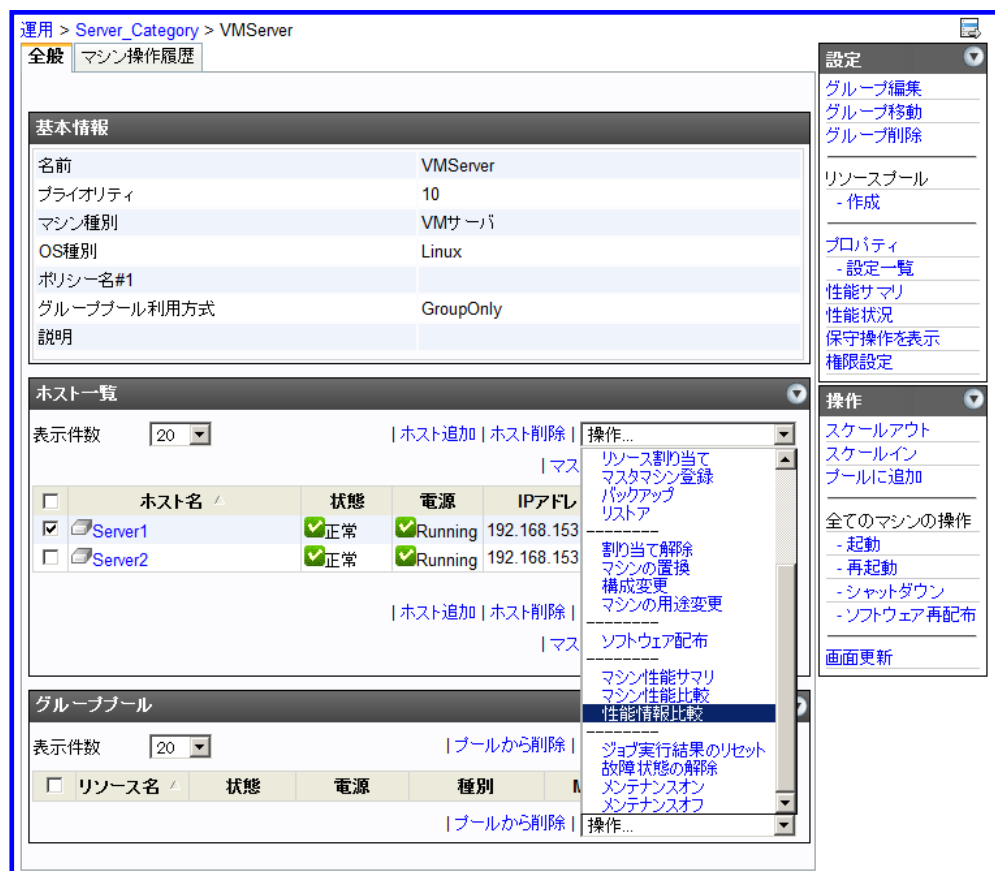 運用 > Server_Category > VMServer
全般 マシン操作履歴
基本情報
名前 VMServer
プライオリティ 10
マシン種別 VMサーバ
OS種別 Linux
ポリシー名#1
グループプール利用方式 GroupOnly
説明
ホスト一覧
表示件数 20 | ホスト追加 | ホスト削除 | 操作...
| マス
ホスト名 状態 電源 IPアドレ
Server1 正常 Running 192.168.153
Server2 正常 Running 192.168.153
| ホスト追加 | ホスト削除 |
| マス
リソース割り当て
マスタマシン登録
バックアップ
リストア
--------
割り当て解除
マシンの置換
構成変更
マシンの用途変更
--------
ソフトウェア配布
--------
マシン性能サマリ
マシン性能比較
性能情報比較
--------
ジョブ実行結果のリセット
故障状態の解除
メンテナンスオン
メンテナンスオフ
グループプール
表示件数 20 | プールから削除 |
リソース名 状態 電源 種別
| プールから削除 | 操作...
設定
グループ編集
グループ移動
グループ削除
リソースプール
- 作成
プロパティ
- 設定一覧
性能サマリ
性能状況
保守操作を表示
権限設定
操作
スケールアウト
スケールイン
プールに追加
全てのマシンの操作
- 起動
- 再起動
- シャットダウン
- ソフトウェア再配布
画面更新